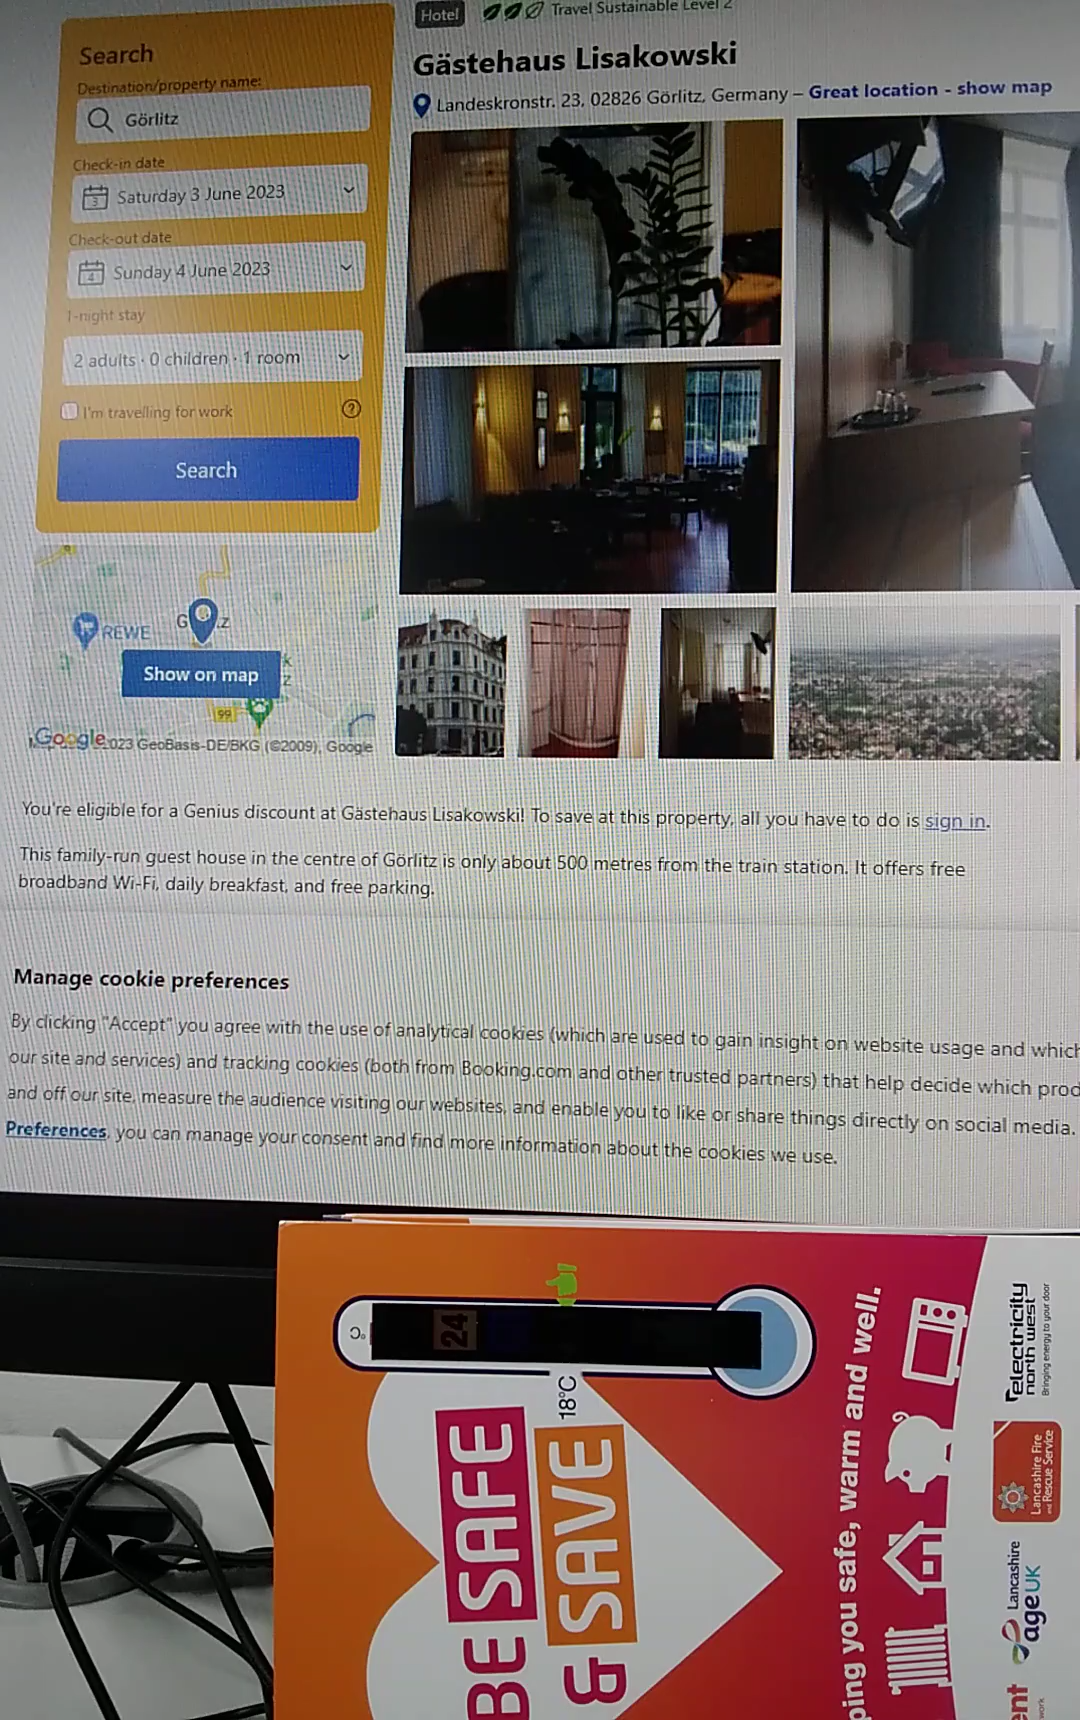 Hotel
Travel Sustainable Level 2
Gästehaus Lisakowski
Landeskronstr. 23, 02826 Görlitz, Germany – Great location - show map
Search
Destination/property name:
Görlitz
Check-in date
3
Saturday 3 June 2023
Check-out date
4
Sunday 4 June 2023
1-night stay
2 adults · 0 children · 1 room
I'm travelling for work
?
Search
REWE
G
Z
Show on map
99
Google
2023 GeoBasis-DE/BKG (©2009), Google
You're eligible for a Genius discount at Gästehaus Lisakowski! To save at this property, all you have to do is sign in.
This family-run guest house in the centre of Görlitz is only about 500 metres from the train station. It offers free
broadband Wi-Fi, daily breakfast, and free parking.
Manage cookie preferences
By clicking "Accept" you agree with the use of analytical cookies (which are used to gain insight on website usage and which
our site and services) and tracking cookies (both from Booking.com and other trusted partners) that help decide which prod
and off our site, measure the audience visiting our websites, and enable you to like or share things directly on social media.
Preferences, you can manage your consent and find more information about the cookies we use.
°C
24
18°C
BE SAFE
& SAVE
ping you safe, warm and well.
electricity
north west
Bringing energy to your door
Lancashire Fire
and Rescue Service
Lancashire
age UK
ent
work